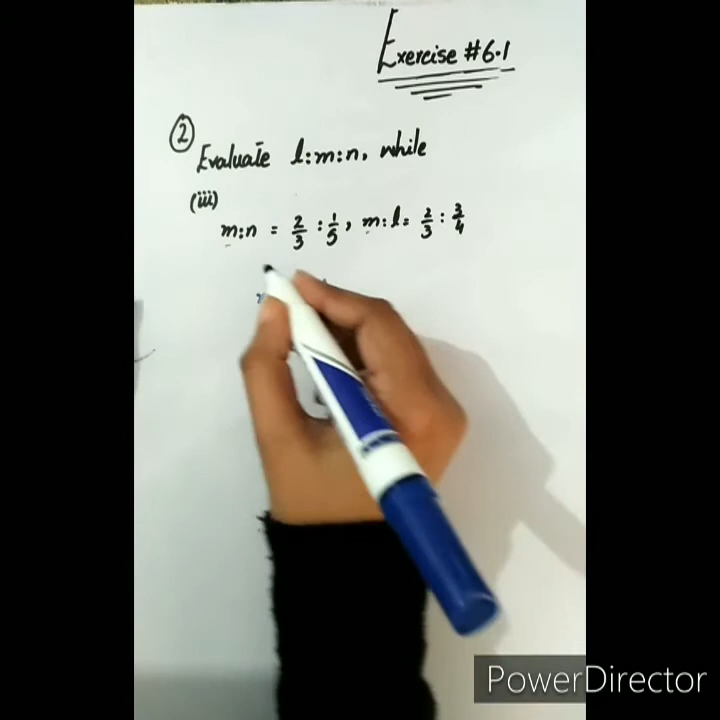 Exercise #6.1
② Evaluate l:m:n, while
(iii)
m:n = 2/3 : 1/5, m:l = 2/3 : 3/4
PowerDirector